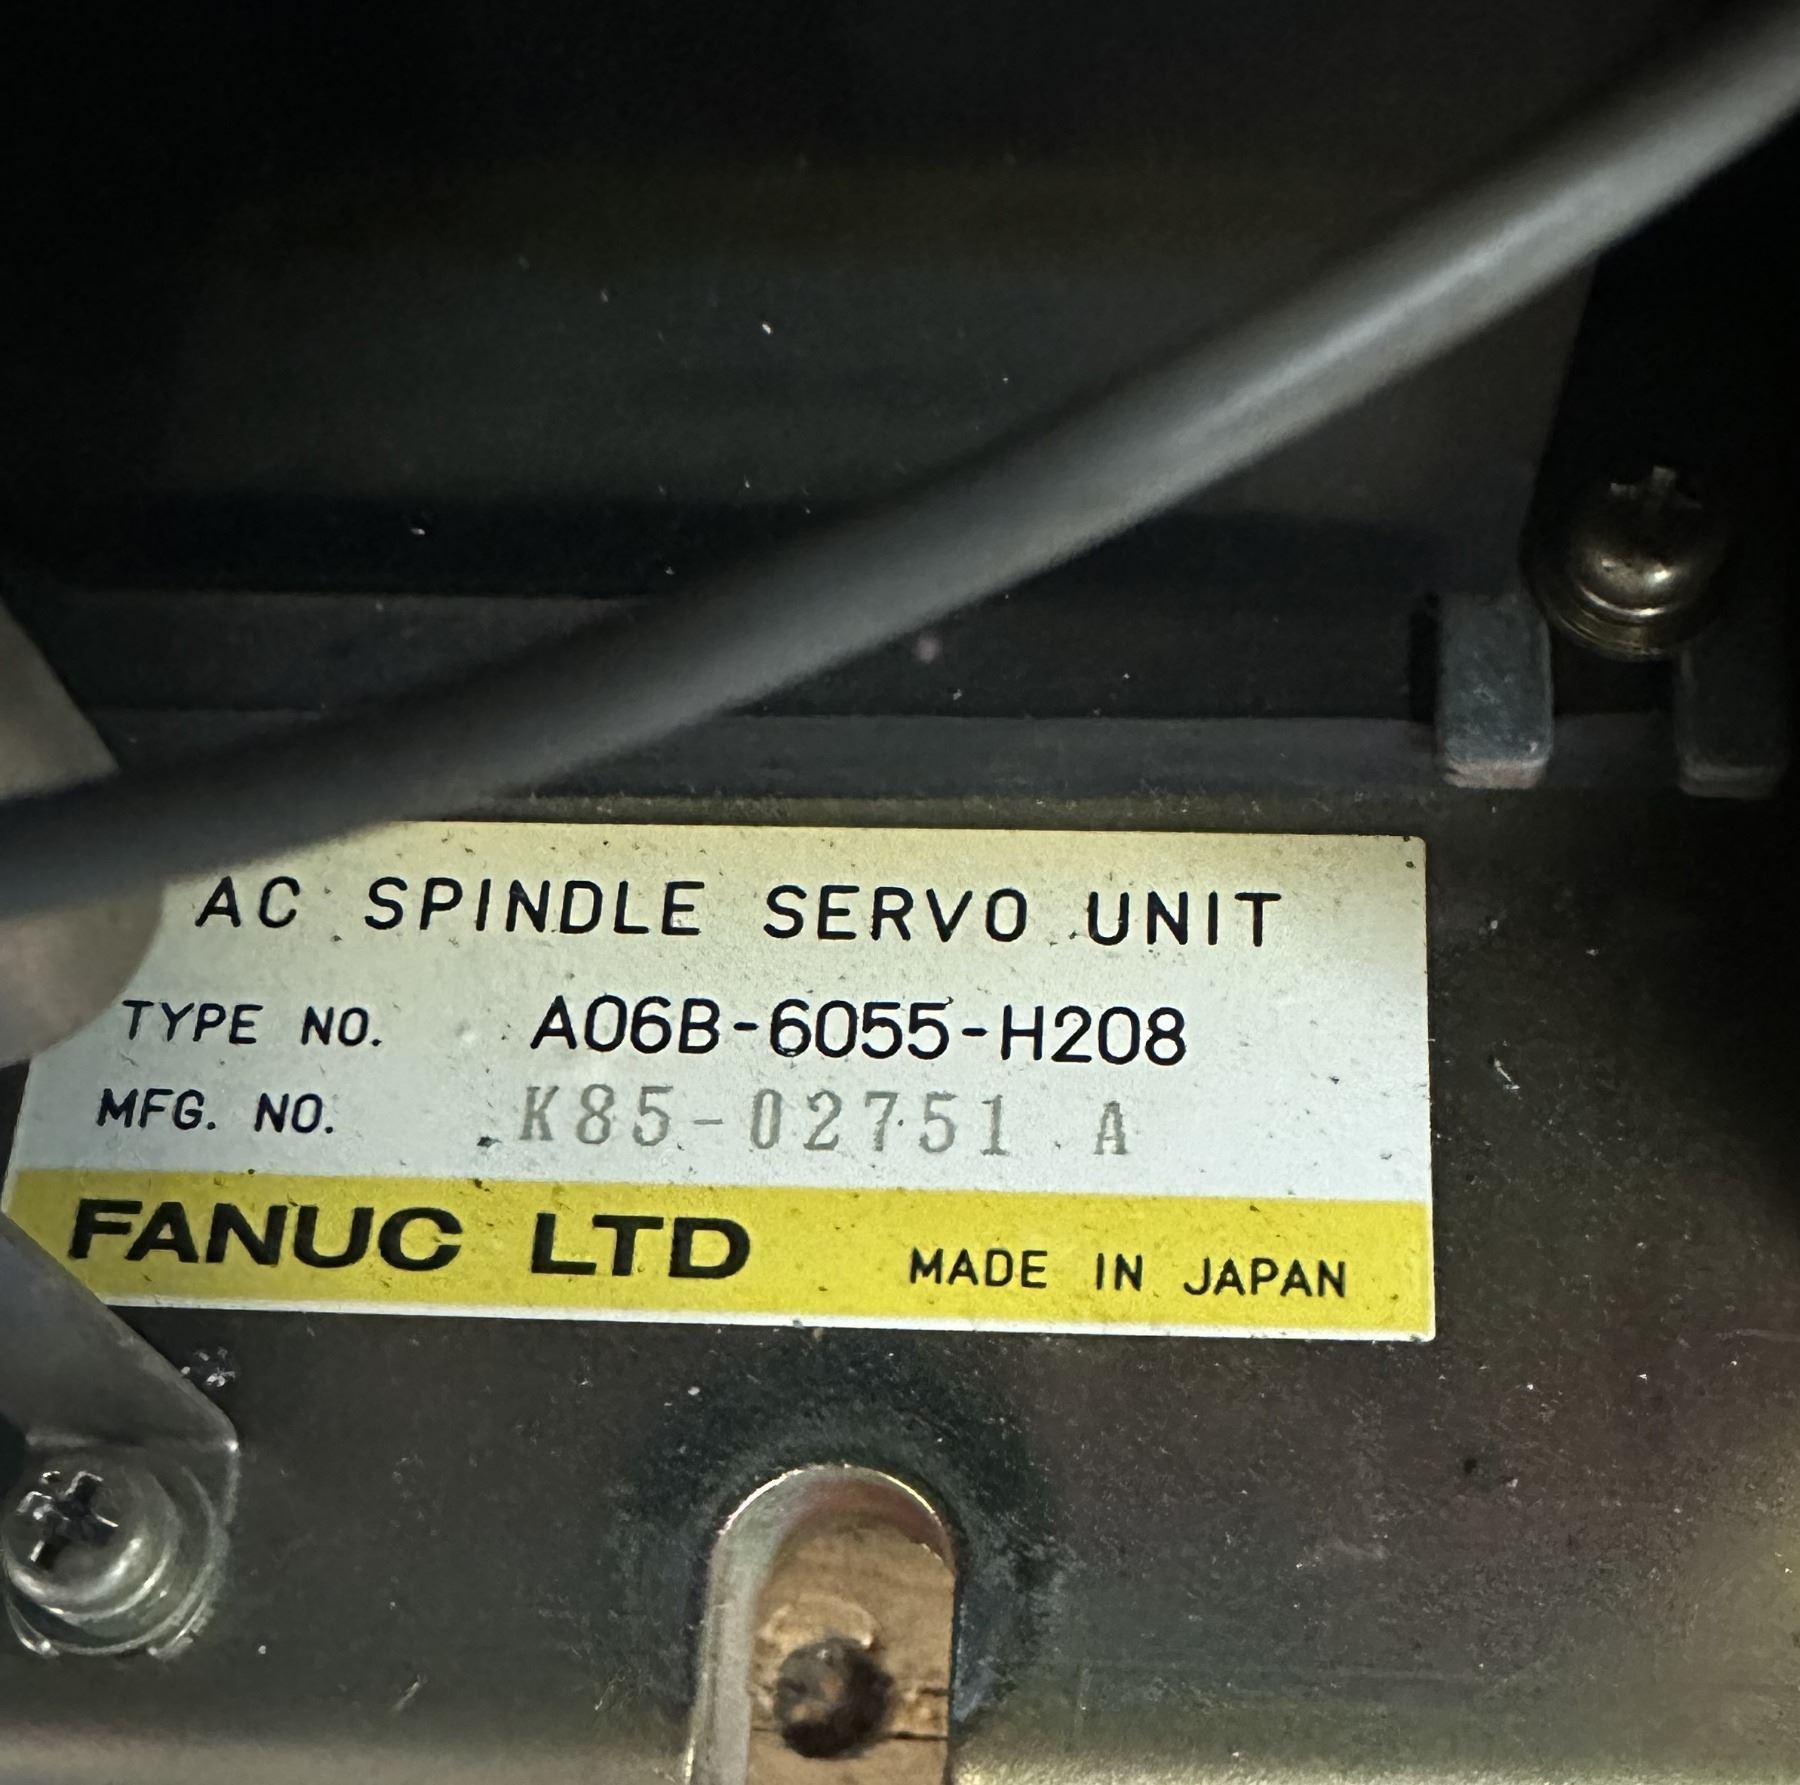 AC SPINDLE SERVO UNIT
TYPE NO. A06B-6055-H208
MFG. NO. K85-02751 A
FANUC LTD MADE IN JAPAN